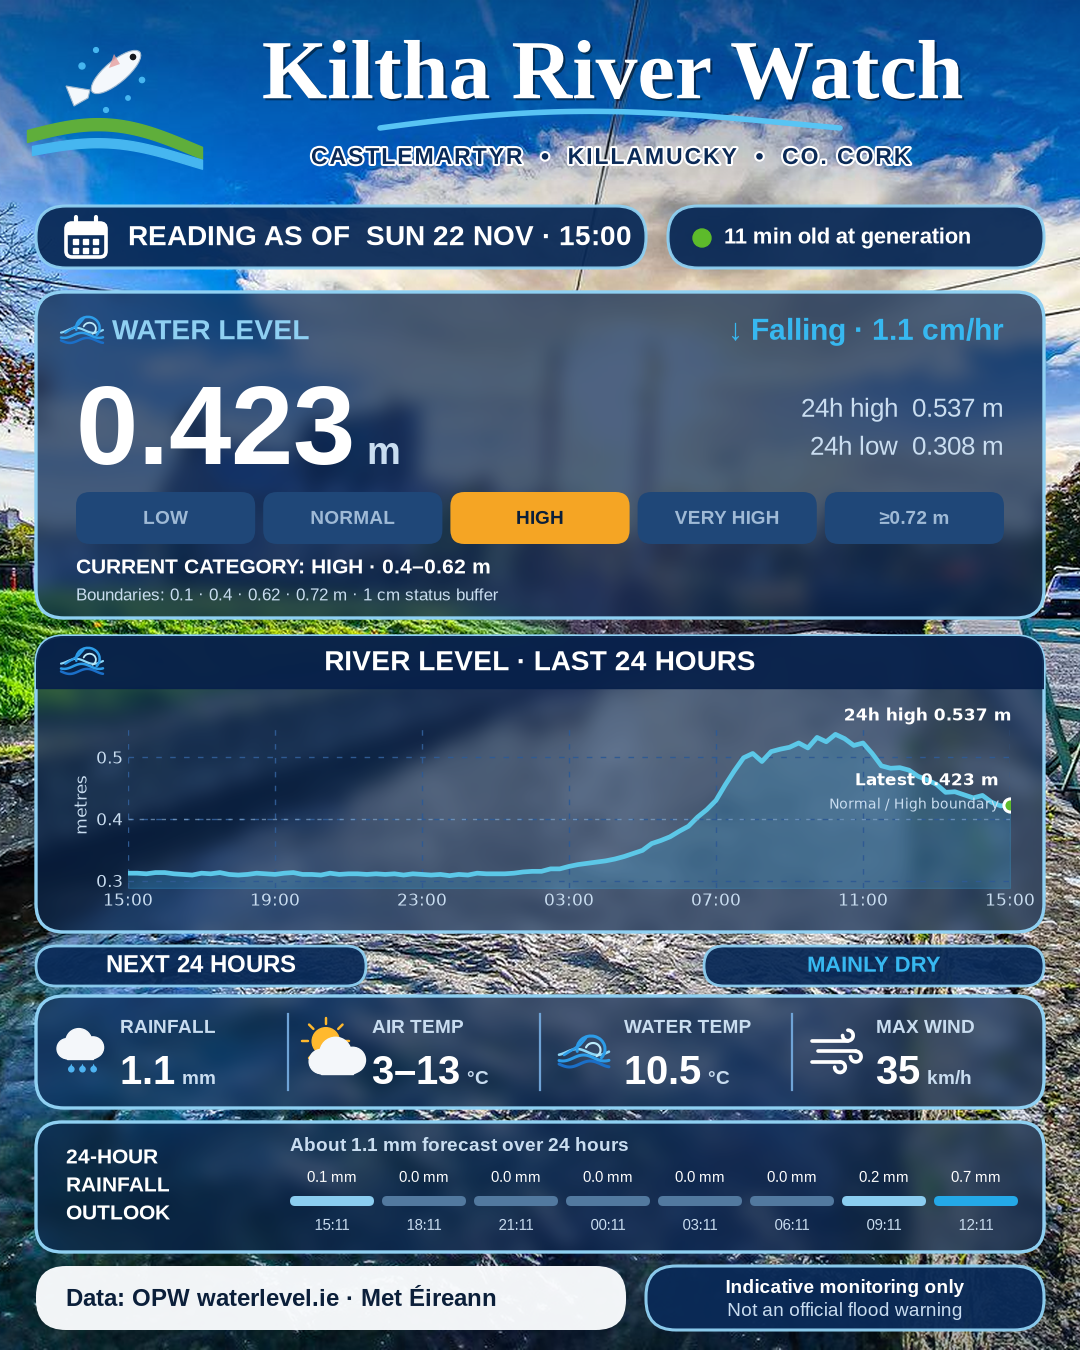 Kiltha River Watch
CASTLEMARTYR • KILLAMUCKY • CO. CORK
READING AS OF SUN 22 NOV · 15:00
11 min old at generation
WATER LEVEL
↓ Falling · 1.1 cm/hr
0.423 m
24h high 0.537 m
24h low 0.308 m
LOW
NORMAL
HIGH
VERY HIGH
≥0.72 m
CURRENT CATEGORY: HIGH · 0.4–0.62 m
Boundaries: 0.1 · 0.4 · 0.62 · 0.72 m · 1 cm status buffer
RIVER LEVEL · LAST 24 HOURS
24h high 0.537 m
Latest 0.423 m
Normal / High boundary
metres
0.5
0.4
0.3
15:00 19:00 23:00 03:00 07:00 11:00 15:00
NEXT 24 HOURS
MAINLY DRY
RAINFALL
1.1 mm
AIR TEMP
3–13 °C
WATER TEMP
10.5 °C
MAX WIND
35 km/h
24-HOUR
RAINFALL
OUTLOOK
About 1.1 mm forecast over 24 hours
0.1 mm 0.0 mm 0.0 mm 0.0 mm 0.0 mm 0.0 mm 0.2 mm 0.7 mm
15:11 18:11 21:11 00:11 03:11 06:11 09:11 12:11
Data: OPW waterlevel.ie · Met Éireann
Indicative monitoring only
Not an official flood warning